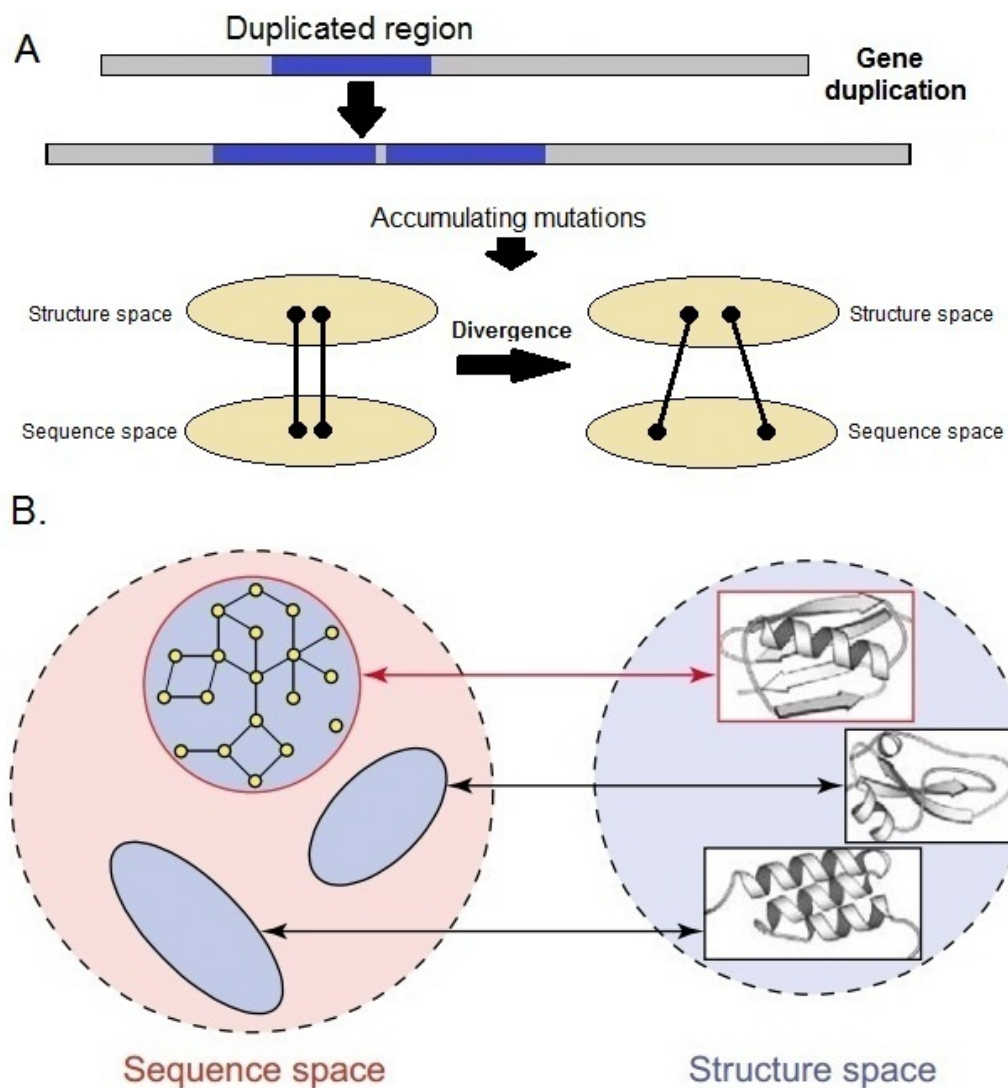 A
Duplicated region
Gene
duplication
Accumulating mutations
Structure space
Divergence
Structure space
Sequence space
Sequence space
B.
Sequence space
Structure space